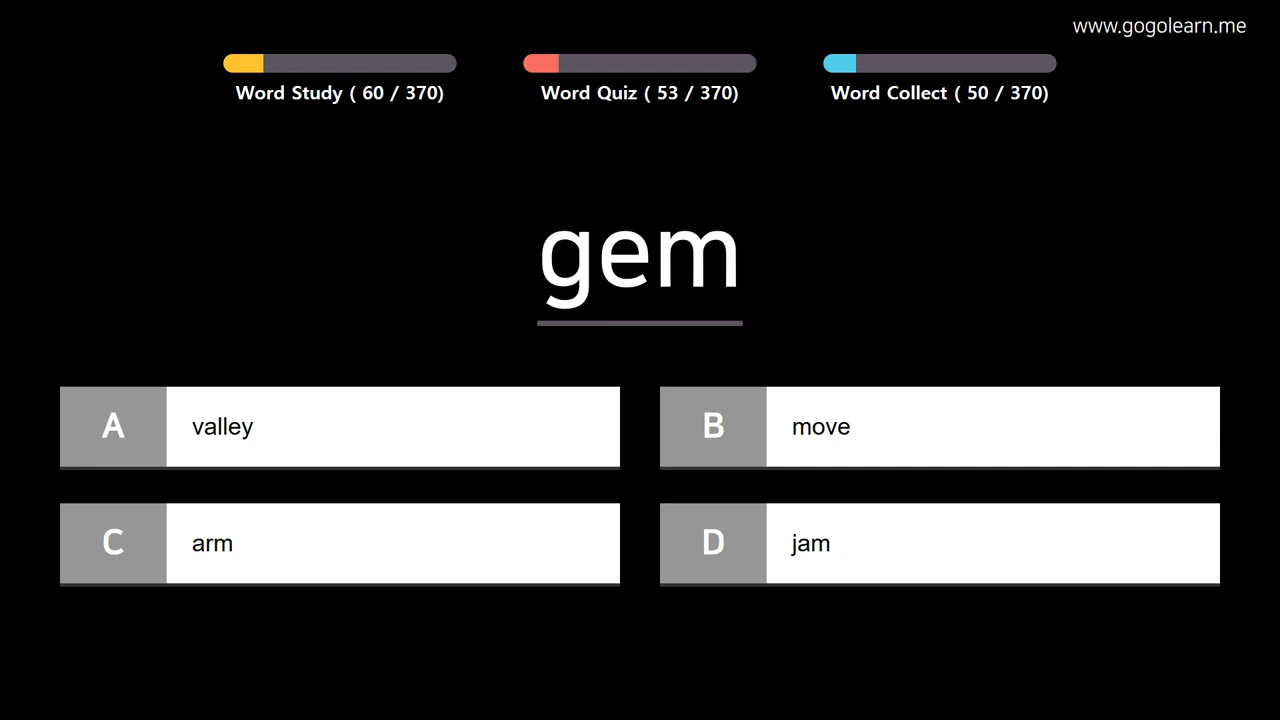 www.gogolearn.me
Word Study ( 60 / 370)
Word Quiz ( 53 / 370)
Word Collect ( 50 / 370)
gem
A valley
B move
C arm
D jam